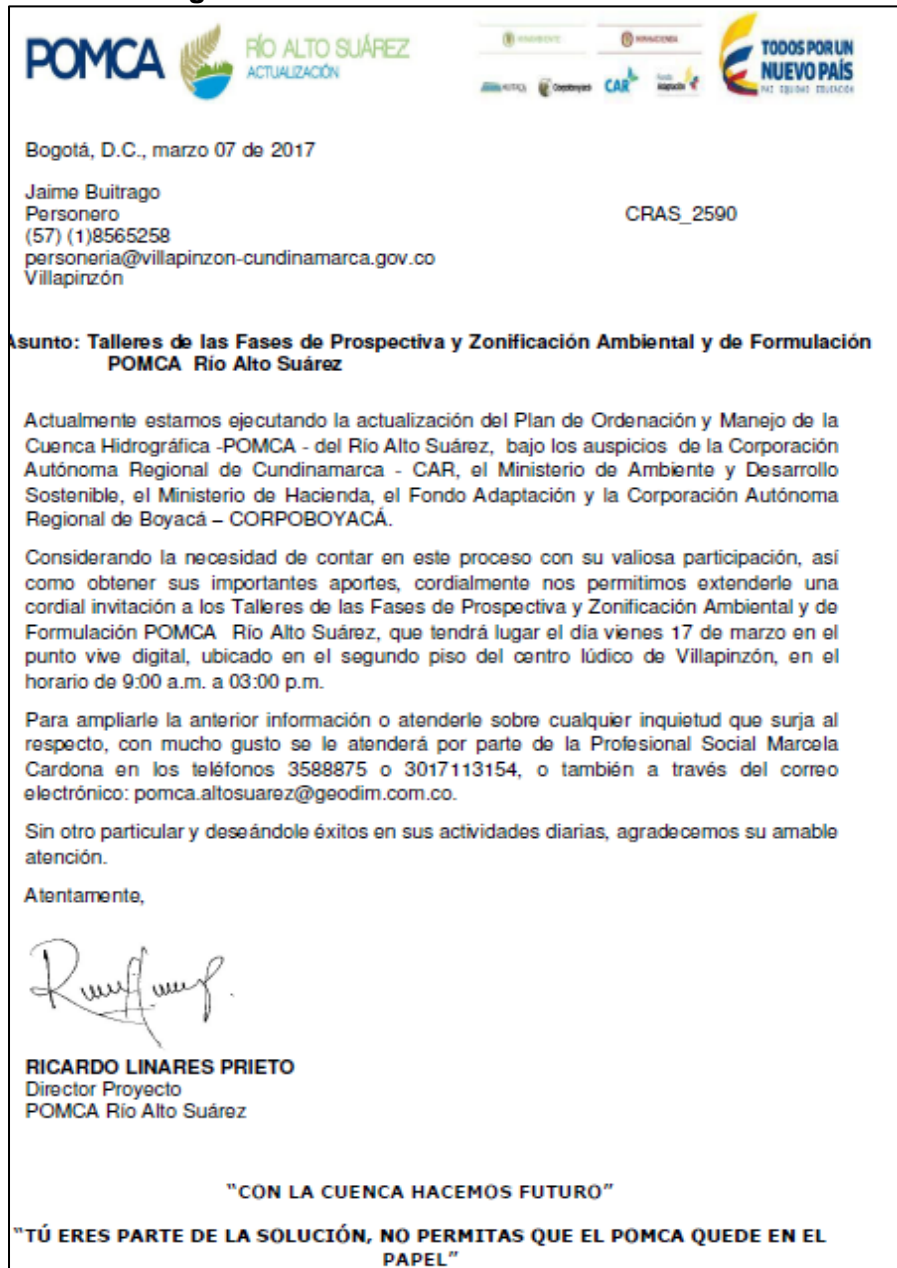 POMCA
RÍO ALTO SUÁREZ
ACTUALIZACIÓN
MINAMBIENTE
MINHACIENDA
Corpoboyacá
CAR
Fondo
Adaptación
TODOS POR UN
NUEVO PAÍS
PAZ EQUIDAD EDUCACIÓN
Bogotá, D.C., marzo 07 de 2017
Jaime Buitrago
Personero
CRAS_2590
(57) (1)8565258
personeria@villapinzon-cundinamarca.gov.co
Villapinzón
Asunto: Talleres de las Fases de Prospectiva y Zonificación Ambiental y de Formulación
POMCA Río Alto Suárez
Actualmente estamos ejecutando la actualización del Plan de Ordenación y Manejo de la
Cuenca Hidrográfica -POMCA - del Río Alto Suárez, bajo los auspicios de la Corporación
Autónoma Regional de Cundinamarca - CAR, el Ministerio de Ambiente y Desarrollo
Sostenible, el Ministerio de Hacienda, el Fondo Adaptación y la Corporación Autónoma
Regional de Boyacá – CORPOBOYACÁ.
Considerando la necesidad de contar en este proceso con su valiosa participación, así
como obtener sus importantes aportes, cordialmente nos permitimos extenderle una
cordial invitación a los Talleres de las Fases de Prospectiva y Zonificación Ambiental y de
Formulación POMCA Río Alto Suárez, que tendrá lugar el día viernes 17 de marzo en el
punto vive digital, ubicado en el segundo piso del centro lúdico de Villapinzón, en el
horario de 9:00 a.m. a 03:00 p.m.
Para ampliarle la anterior información o atenderle sobre cualquier inquietud que surja al
respecto, con mucho gusto se le atenderá por parte de la Profesional Social Marcela
Cardona en los teléfonos 3588875 o 3017113154, o también a través del correo
electrónico: pomca.altosuarez@geodim.com.co.
Sin otro particular y deseándole éxitos en sus actividades diarias, agradecemos su amable
atención.
Atentamente,
RICARDO LINARES PRIETO
Director Proyecto
POMCA Río Alto Suárez
"CON LA CUENCA HACEMOS FUTURO"
"TÚ ERES PARTE DE LA SOLUCIÓN, NO PERMITAS QUE EL POMCA QUEDE EN EL
PAPEL"